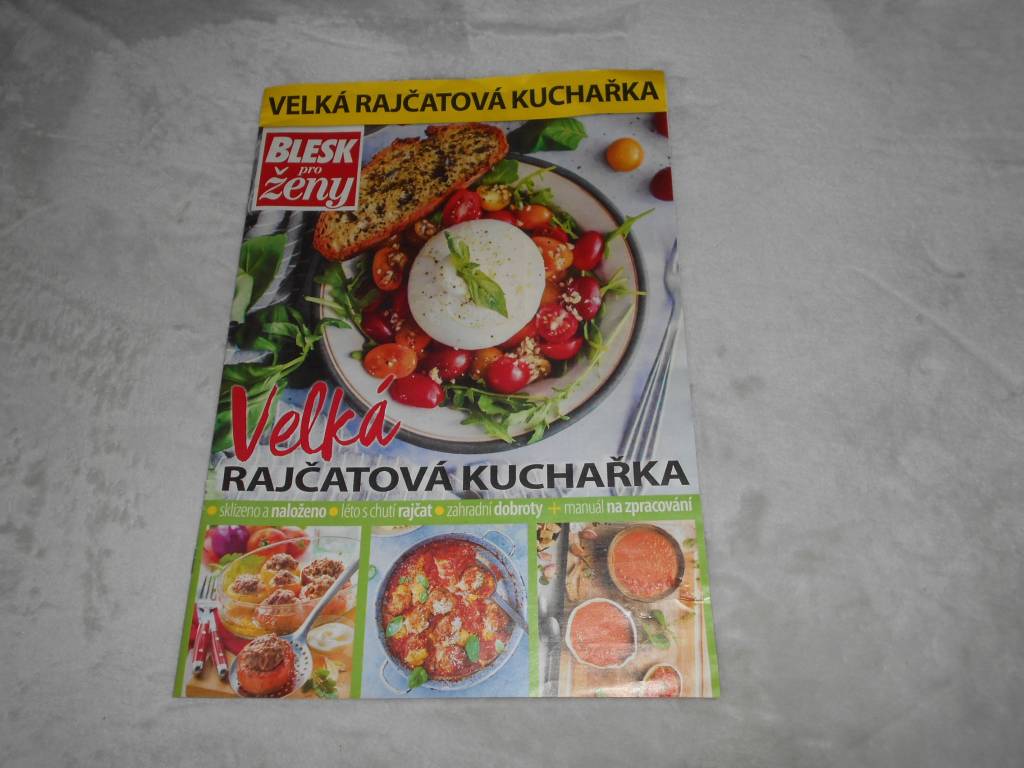 VELKÁ RAJČATOVÁ KUCHAŘKA
BLESK
pro
ženy
Velká
RAJČATOVÁ KUCHAŘKA
• sklizeno a naloženo • léto s chutí rajčat • zahradní dobroty + manuál na zpracování